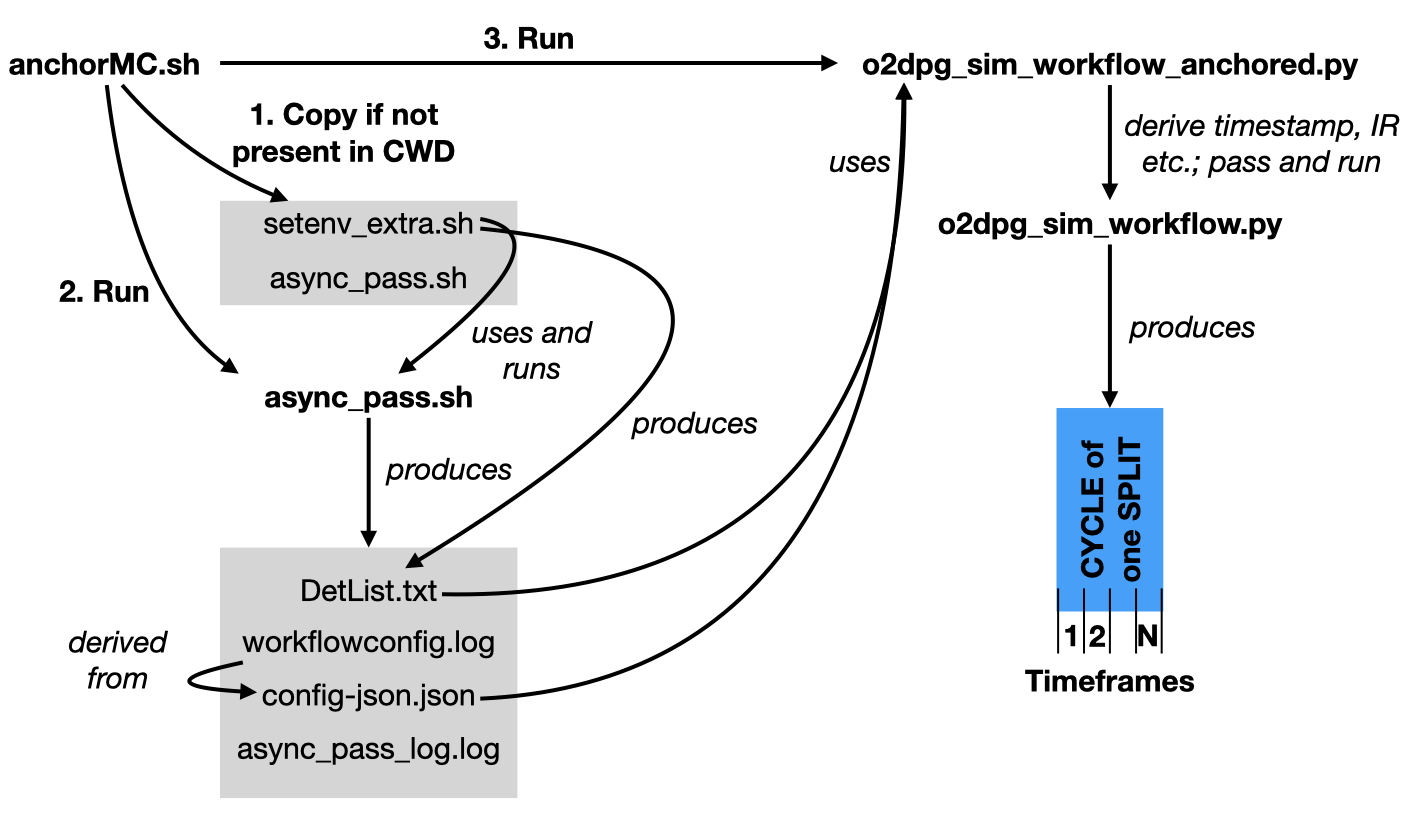 anchorMC.sh
3. Run
o2dpg_sim_workflow_anchored.py
1. Copy if not
present in CWD
derive timestamp, IR
etc.; pass and run
uses
setenv_extra.sh
async_pass.sh
o2dpg_sim_workflow.py
2. Run
uses and
runs
produces
async_pass.sh
produces
produces
CYCLE of
one SPLIT
DetList.txt
workflowconfig.log
derived
from
config-json.json
async_pass_log.log
1 2 N
Timeframes